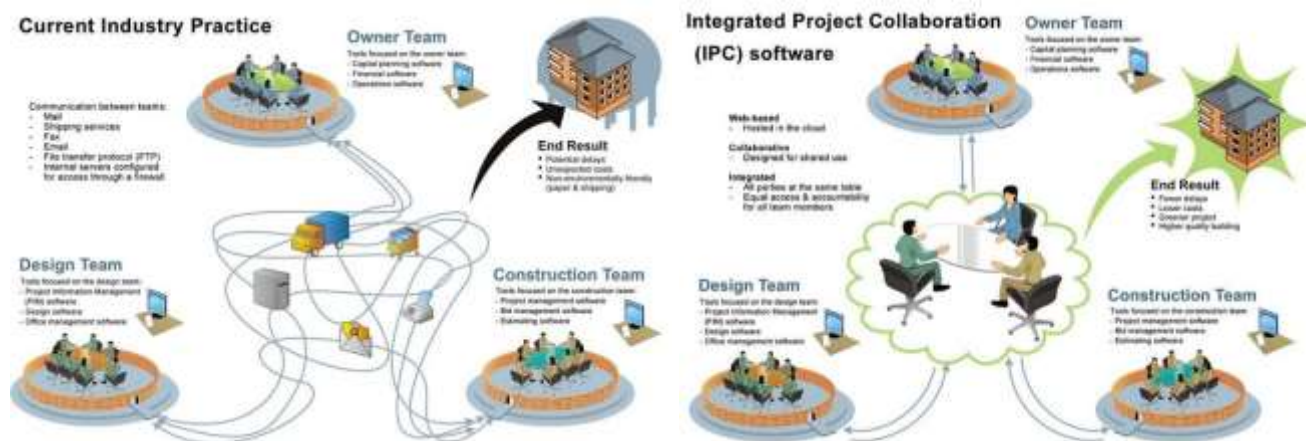 Current Industry Practice
Owner Team
Tools focused on the owner team:
- Capital planning software
- Financial software
- Operations software
Communication between teams:
- Mail
- Shipping services
- Fax
- Email
- File transfer protocol (FTP)
- Internal servers configured
for access through a firewall
End Result
• Potential delays
• Unexpected costs
• Non-environmentally friendly
(paper & shipping)
Design Team
Tools focused on the design team:
- Project Information Management
(PIM) software
- Design software
- Office management software
Construction Team
Tools focused on the construction team:
- Project management software
- Bid management software
- Estimating software
Integrated Project Collaboration
(IPC) software
Owner Team
Tools focused on the owner team:
- Capital planning software
- Financial software
- Operations software
Web-based
- Hosted in the cloud
Collaborative
- Designed for shared use
Integrated
- All parties at the same table
- Equal access & accountability
for all team members
End Result
• Fewer delays
• Lower costs
• Greener project
• Higher quality building
Design Team
Tools focused on the design team:
- Project Information Management
(PIM) software
- Design software
- Office management software
Construction Team
Tools focused on the construction team:
- Project management software
- Bid management software
- Estimating software